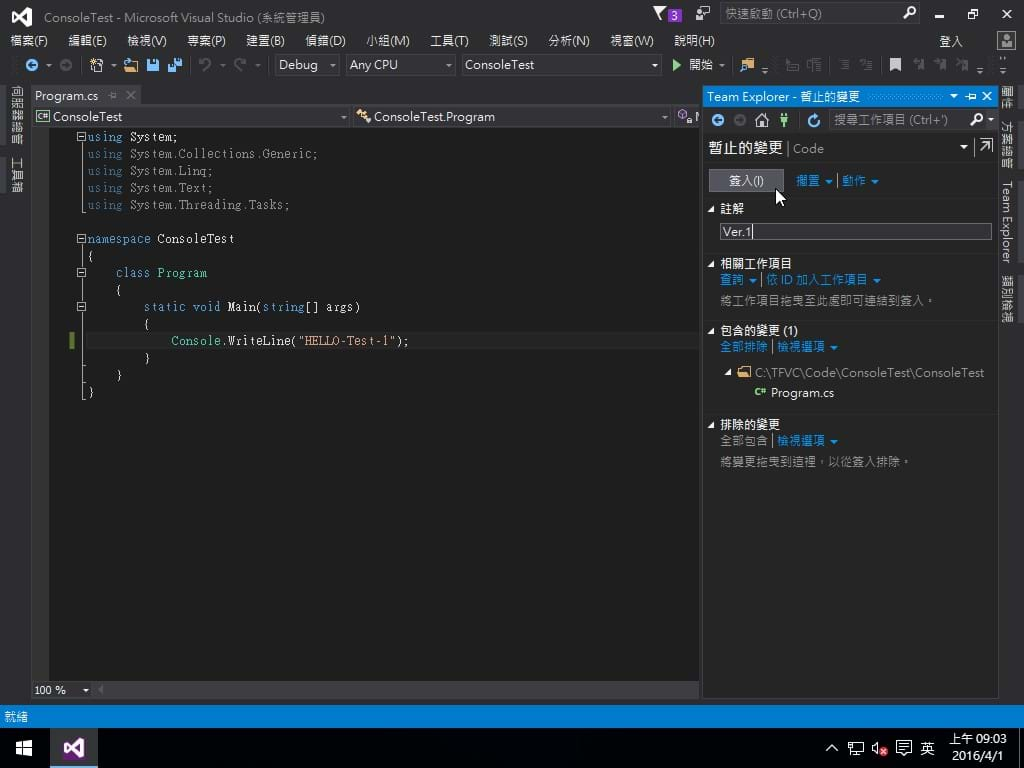 ConsoleTest - Microsoft Visual Studio (系統管理員)
3
快速啟動 (Ctrl+Q)
檔案(F) 編輯(E) 檢視(V) 專案(P) 建置(B) 偵錯(D) 小組(M) 工具(T) 測試(S) 分析(N) 視窗(W) 說明(H) 登入
Debug Any CPU ConsoleTest 開始
伺服器總管
工具箱
Program.cs
ConsoleTest ConsoleTest.Program
using System;
using System.Collections.Generic;
using System.Linq;
using System.Text;
using System.Threading.Tasks;
namespace ConsoleTest
{
class Program
{
static void Main(string[] args)
{
Console.WriteLine("HELLO-Test-1");
}
}
}
100 %
Team Explorer - 暫止的變更
搜尋工作項目 (Ctrl+')
暫止的變更 | Code
簽入(I) 擱置 動作
註解
Ver.1
相關工作項目
查詢 依 ID 加入工作項目
將工作項目拖曳至此處即可連結到簽入。
包含的變更 (1)
全部排除 檢視選項
C:\TFVC\Code\ConsoleTest\ConsoleTest
C# Program.cs
排除的變更
全部包含 檢視選項
將變更拖曳到這裡，以從簽入排除。
屬性
方案總管
Team Explorer
類別檢視
就緒
英
上午 09:03
2016/4/1